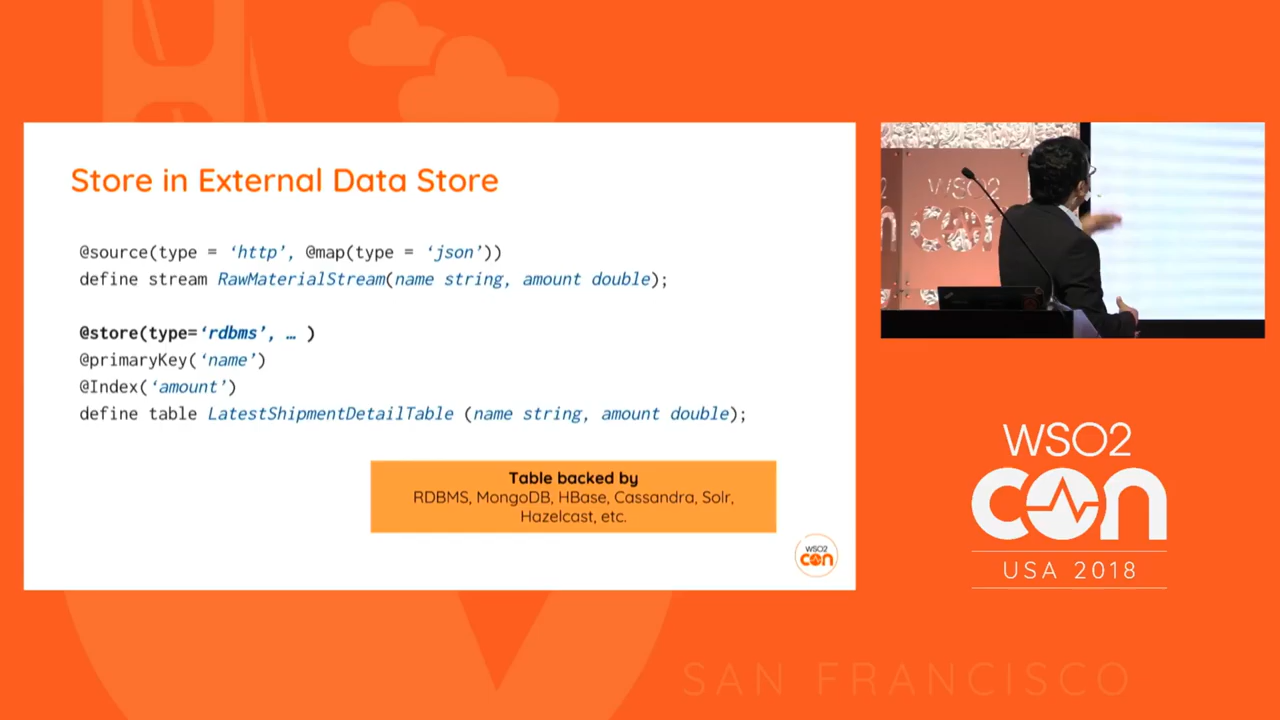 Store in External Data Store
@source(type = ‘http’, @map(type = ‘json’))
define stream RawMaterialStream(name string, amount double);
@store(type=‘rdbms’, … )
@primaryKey(‘name’)
@Index(‘amount’)
define table LatestShipmentDetailTable (name string, amount double);
Table backed by
RDBMS, MongoDB, HBase, Cassandra, Solr,
Hazelcast, etc.
WSO2
con
WSO2
con
WSO2
con
USA 2018
SAN FRANCISCO